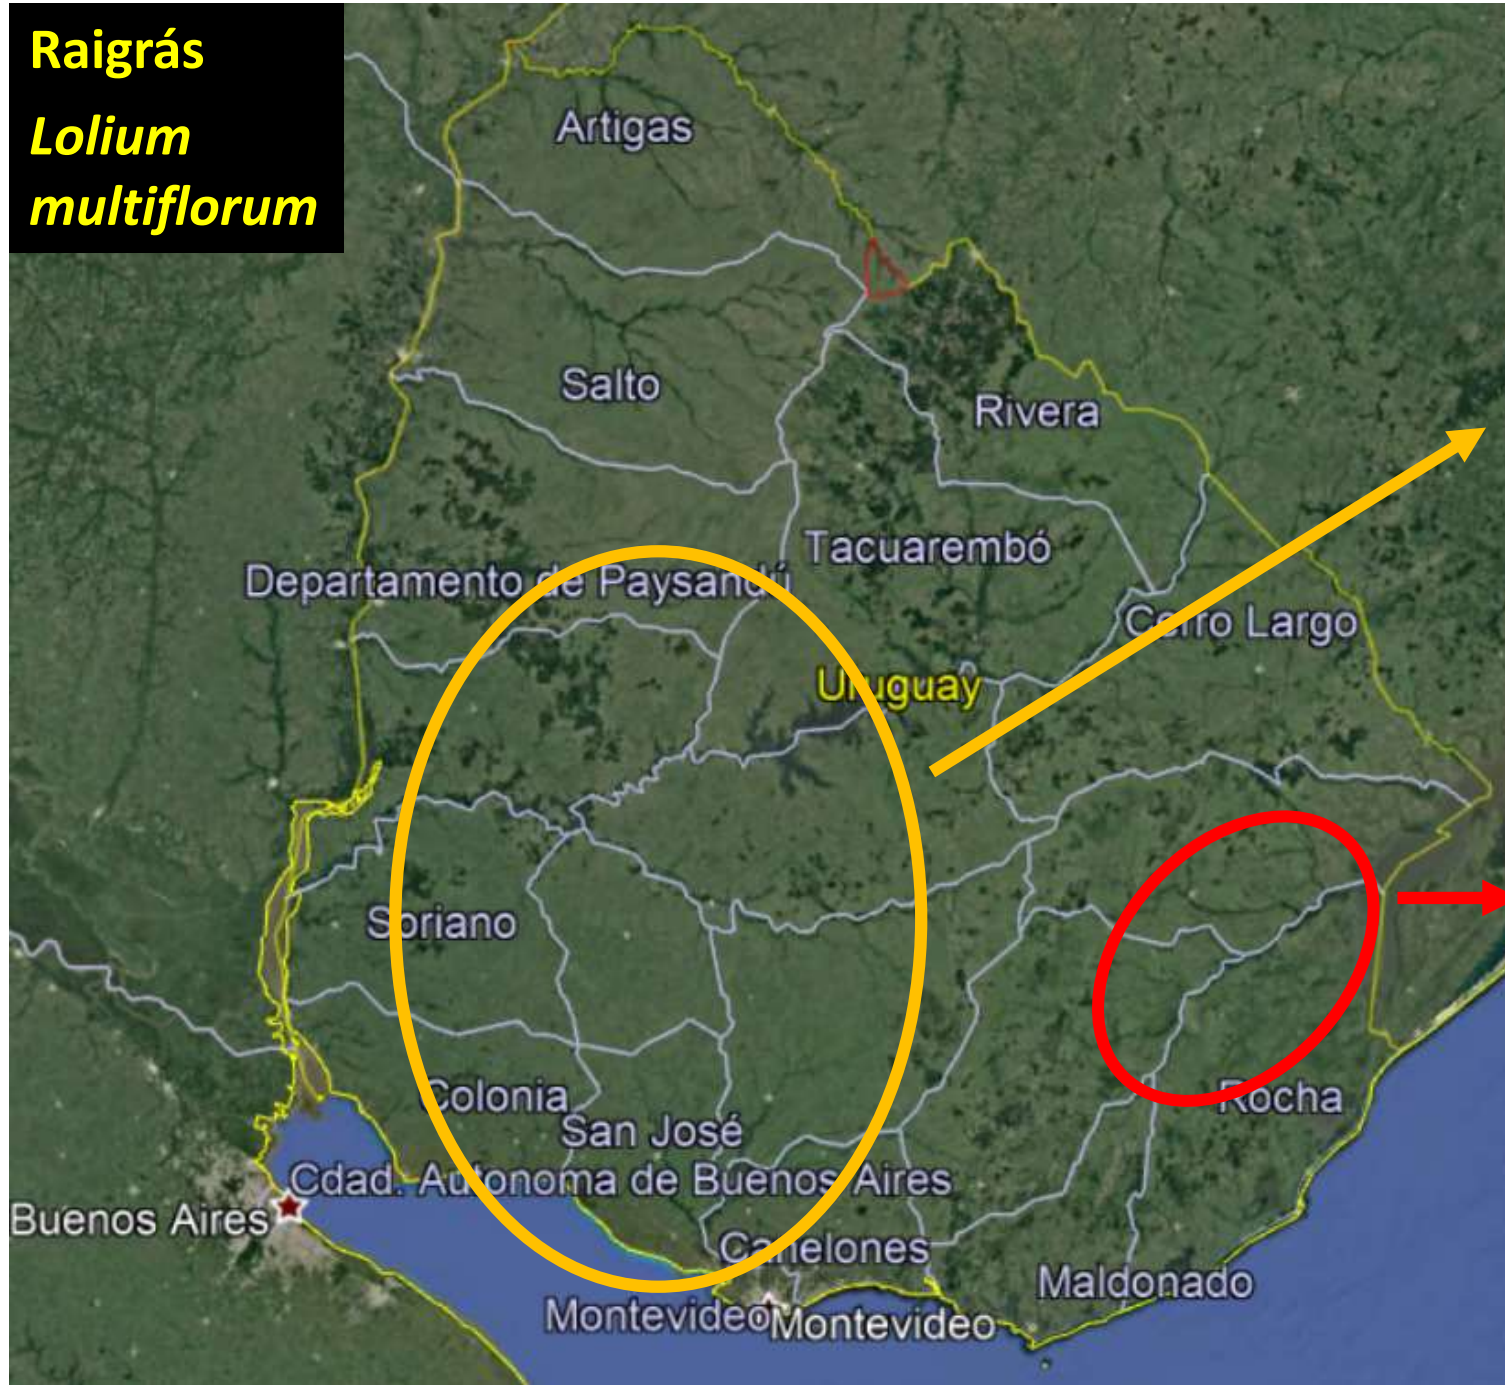 Raigrás
Lolium
multiflorum
Artigas
Salto
Rivera
Tacuarembó
Departamento de Paysandú
Cerro Largo
Uruguay
Soriano
Colonia
Rocha
San José
Cdad. Autonoma de Buenos Aires
Buenos Aires
Canelones
Maldonado
Montevideo
Montevideo